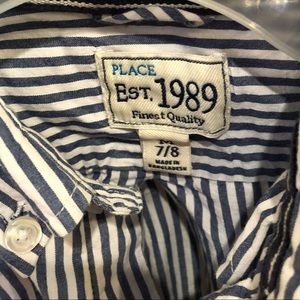 PLACE
EST. 1989
Finest Quality
M
7/8
MADE IN
BANGLADESH